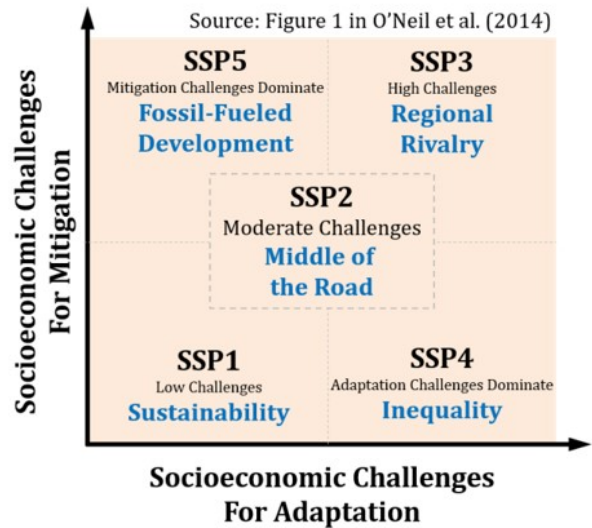 Source: Figure 1 in O'Neil et al. (2014)
Socioeconomic Challenges
For Mitigation
SSP5
Mitigation Challenges Dominate
Fossil-Fueled
Development
SSP3
High Challenges
Regional
Rivalry
SSP2
Moderate Challenges
Middle of
the Road
SSP1
Low Challenges
Sustainability
SSP4
Adaptation Challenges Dominate
Inequality
Socioeconomic Challenges
For Adaptation